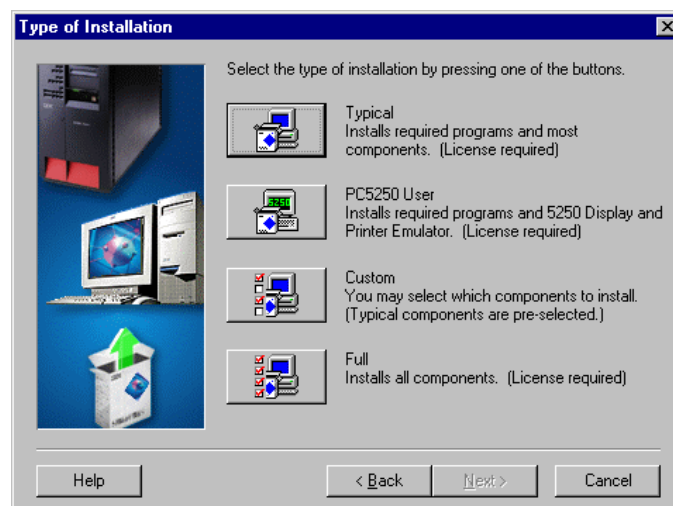 Type of Installation
Select the type of installation by pressing one of the buttons.
Typical
Installs required programs and most
components. (License required)
5250
PC5250 User
Installs required programs and 5250 Display and
Printer Emulator. (License required)
Custom
You may select which components to install.
(Typical components are pre-selected.)
Full
Installs all components. (License required)
Help
< Back
Next >
Cancel